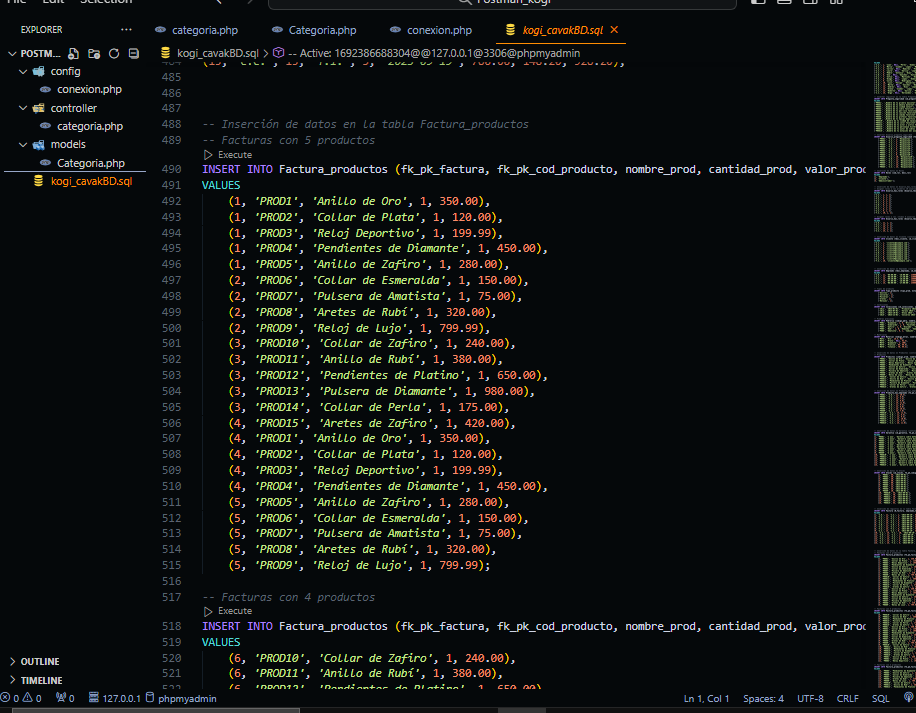 EXPLORER
categoria.php
Categoria.php
conexion.php
kogi_cavakBD.sql
POSTM...
kogi_cavakBD.sql > -- Active: 1692386688304@@127.0.0.1@3306@phpmyadmin
config
conexion.php
controller
categoria.php
models
Categoria.php
kogi_cavakBD.sql
485
486
487
488 -- Inserción de datos en la tabla Factura_productos
489 -- Facturas con 5 productos
Execute
490 INSERT INTO Factura_productos (fk_pk_factura, fk_pk_cod_producto, nombre_prod, cantidad_prod, valor_prod
491 VALUES
492 (1, 'PROD1', 'Anillo de Oro', 1, 350.00),
493 (1, 'PROD2', 'Collar de Plata', 1, 120.00),
494 (1, 'PROD3', 'Reloj Deportivo', 1, 199.99),
495 (1, 'PROD4', 'Pendientes de Diamante', 1, 450.00),
496 (1, 'PROD5', 'Anillo de Zafiro', 1, 280.00),
497 (2, 'PROD6', 'Collar de Esmeralda', 1, 150.00),
498 (2, 'PROD7', 'Pulsera de Amatista', 1, 75.00),
499 (2, 'PROD8', 'Aretes de Rubí', 1, 320.00),
500 (2, 'PROD9', 'Reloj de Lujo', 1, 799.99),
501 (3, 'PROD10', 'Collar de Zafiro', 1, 240.00),
502 (3, 'PROD11', 'Anillo de Rubí', 1, 380.00),
503 (3, 'PROD12', 'Pendientes de Platino', 1, 650.00),
504 (3, 'PROD13', 'Pulsera de Diamante', 1, 980.00),
505 (3, 'PROD14', 'Collar de Perla', 1, 175.00),
506 (4, 'PROD15', 'Aretes de Zafiro', 1, 420.00),
507 (4, 'PROD1', 'Anillo de Oro', 1, 350.00),
508 (4, 'PROD2', 'Collar de Plata', 1, 120.00),
509 (4, 'PROD3', 'Reloj Deportivo', 1, 199.99),
510 (4, 'PROD4', 'Pendientes de Diamante', 1, 450.00),
511 (5, 'PROD5', 'Anillo de Zafiro', 1, 280.00),
512 (5, 'PROD6', 'Collar de Esmeralda', 1, 150.00),
513 (5, 'PROD7', 'Pulsera de Amatista', 1, 75.00),
514 (5, 'PROD8', 'Aretes de Rubí', 1, 320.00),
515 (5, 'PROD9', 'Reloj de Lujo', 1, 799.99);
516
517 -- Facturas con 4 productos
Execute
518 INSERT INTO Factura_productos (fk_pk_factura, fk_pk_cod_producto, nombre_prod, cantidad_prod, valor_prod
519 VALUES
520 (6, 'PROD10', 'Collar de Zafiro', 1, 240.00),
521 (6, 'PROD11', 'Anillo de Rubí', 1, 380.00),
522 (6, 'PROD12', 'Pendientes de Platino', 1, 650.00)
OUTLINE
TIMELINE
0 0 0 127.0.0.1 phpmyadmin Ln 1, Col 1 Spaces: 4 UTF-8 CRLF SQL